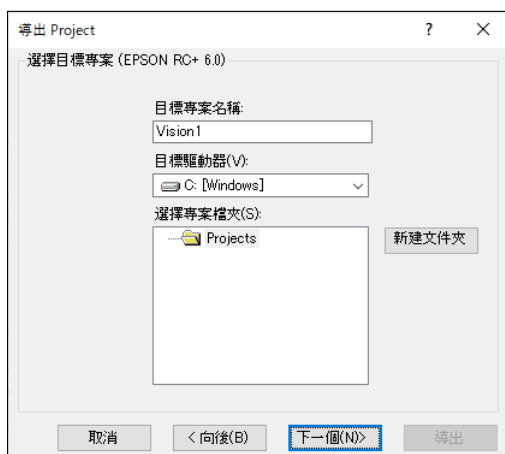 導出 Project
選擇目標專案 (EPSON RC+ 6.0)
目標專案名稱:
Vision1
目標驅動器(V):
C: [Windows]
選擇專案檔夾(S):
Projects
新建文件夾
取消
< 向後(B)
下一個(N)>
導出